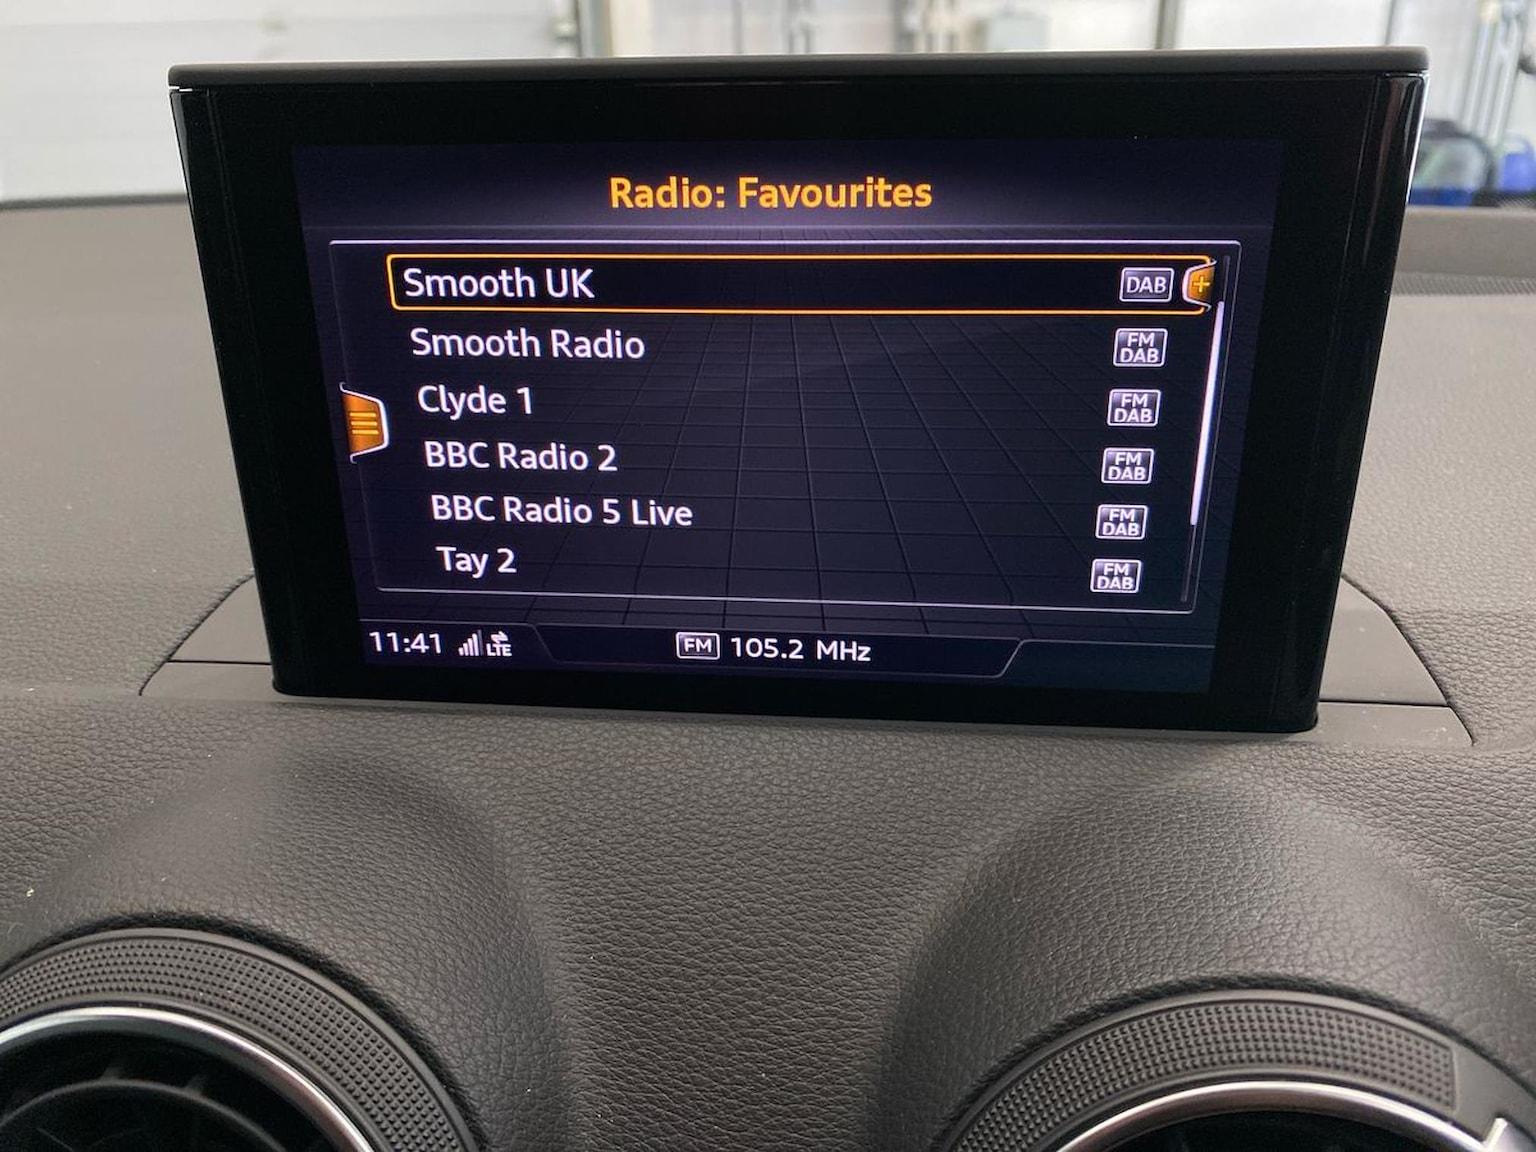 Radio: Favourites
Smooth UK DAB
Smooth Radio FM DAB
Clyde 1 FM DAB
BBC Radio 2 FM DAB
BBC Radio 5 Live FM DAB
Tay 2 FM DAB
11:41 LTE FM 105.2 MHz